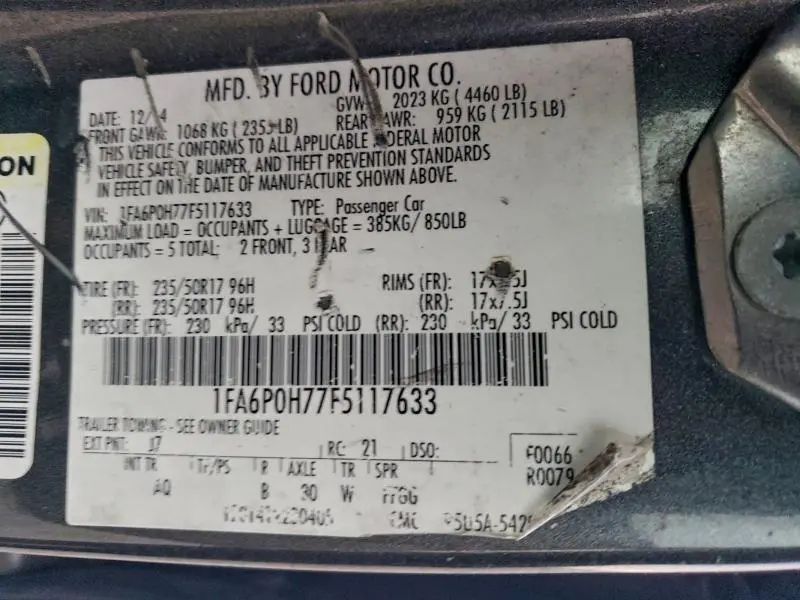 MFD. BY FORD MOTOR CO.
DATE: 12/14 GVWR: 2023 KG ( 4460 LB)
FRONT GAWR: 1068 KG ( 2355 LB) REAR GAWR: 959 KG ( 2115 LB)
THIS VEHICLE CONFORMS TO ALL APPLICABLE FEDERAL MOTOR
VEHICLE SAFETY, BUMPER, AND THEFT PREVENTION STANDARDS
IN EFFECT ON THE DATE OF MANUFACTURE SHOWN ABOVE.
ON
VIN: 1FA6P0H77F5117633 TYPE: Passenger Car
MAXIMUM LOAD = OCCUPANTS + LUGGAGE = 385KG/ 850LB
OCCUPANTS = 5 TOTAL: 2 FRONT, 3 REAR
TIRE (FR): 235/50R17 96H RIMS (FR): 17x7.5J
(RR): 235/50R17 96H (RR): 17x7.5J
PRESSURE (FR): 230 kPa/ 33 PSI COLD (RR): 230 kPa/ 33 PSI COLD
1FA6P0H77F5117633
TRAILER TOWING - SEE OWNER GUIDE
EXT PNT: J7 RC: 21 DSO: F0066
INT TR TP/PS R AXLE TR SPR R0079
AQ B 30 W FFGG